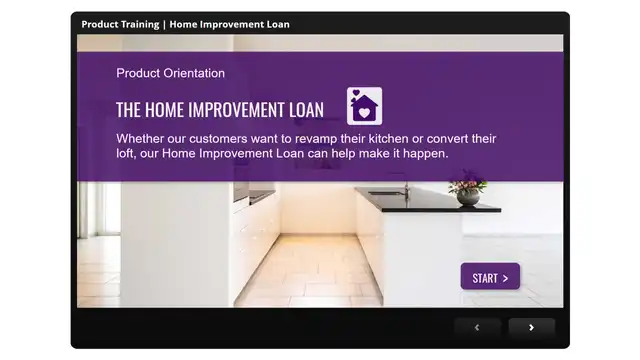 Product Training | Home Improvement Loan
Product Orientation
THE HOME IMPROVEMENT LOAN
Whether our customers want to revamp their kitchen or convert their
loft, our Home Improvement Loan can help make it happen.
START >